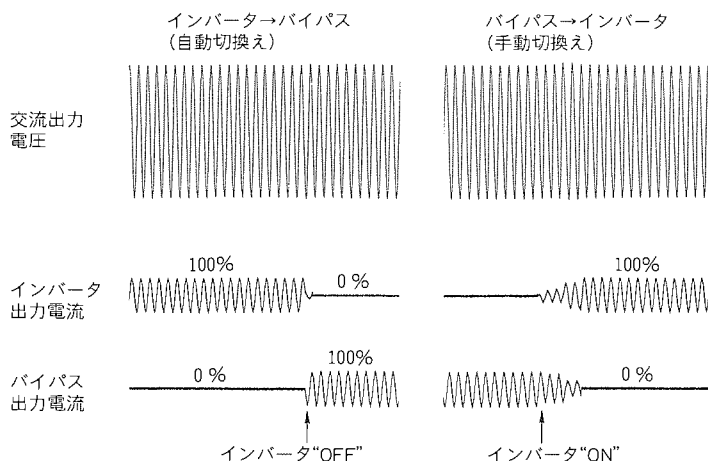 インバータ→バイパス
(自動切換え)
バイパス→インバータ
(手動切換え)
交流出力
電圧
100%
0 %
100%
インバータ
出力電流
0 %
100%
0 %
バイパス
出力電流
インバータ“OFF”
インバータ“ON”